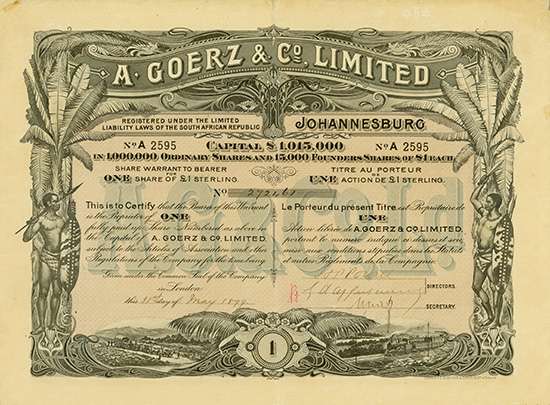 A. GOERZ & Co. LIMITED
REGISTERED UNDER THE LIMITED
LIABILITY LAWS OF THE SOUTH AFRICAN REPUBLIC
JOHANNESBURG
No A 2595
CAPITAL £ 1,015,000
No A 2595
IN 1,000,000 ORDINARY SHARES AND 15,000 FOUNDERS SHARES OF £1 EACH.
SHARE WARRANT TO BEARER
FOR
ONE SHARE OF £1 STERLING.
TITRE AU PORTEUR
DE
UNE ACTION DE £1 STERLING.
No
This is to Certify that the Bearer of this Warrant
is the Proprietor of ONE
fully paid up Share Numbered as above in
the Capital of A. GOERZ & CO. LIMITED.
subject to the Articles of Association and the
Regulations of the Company for the time being
Given under the Common Seal of the Company
in London
this day of May 1899
Le Porteur du présent Titre est Propriétaire de
UNE
Action libérée de A. GOERZ & CO. LIMITED.
portant le numéro indiqué ci-dessus et sou-
mise aux conditions stipulées dans les Statuts
et autres Règlements de la Compagnie.
DIRECTORS.
SECRETARY.
1